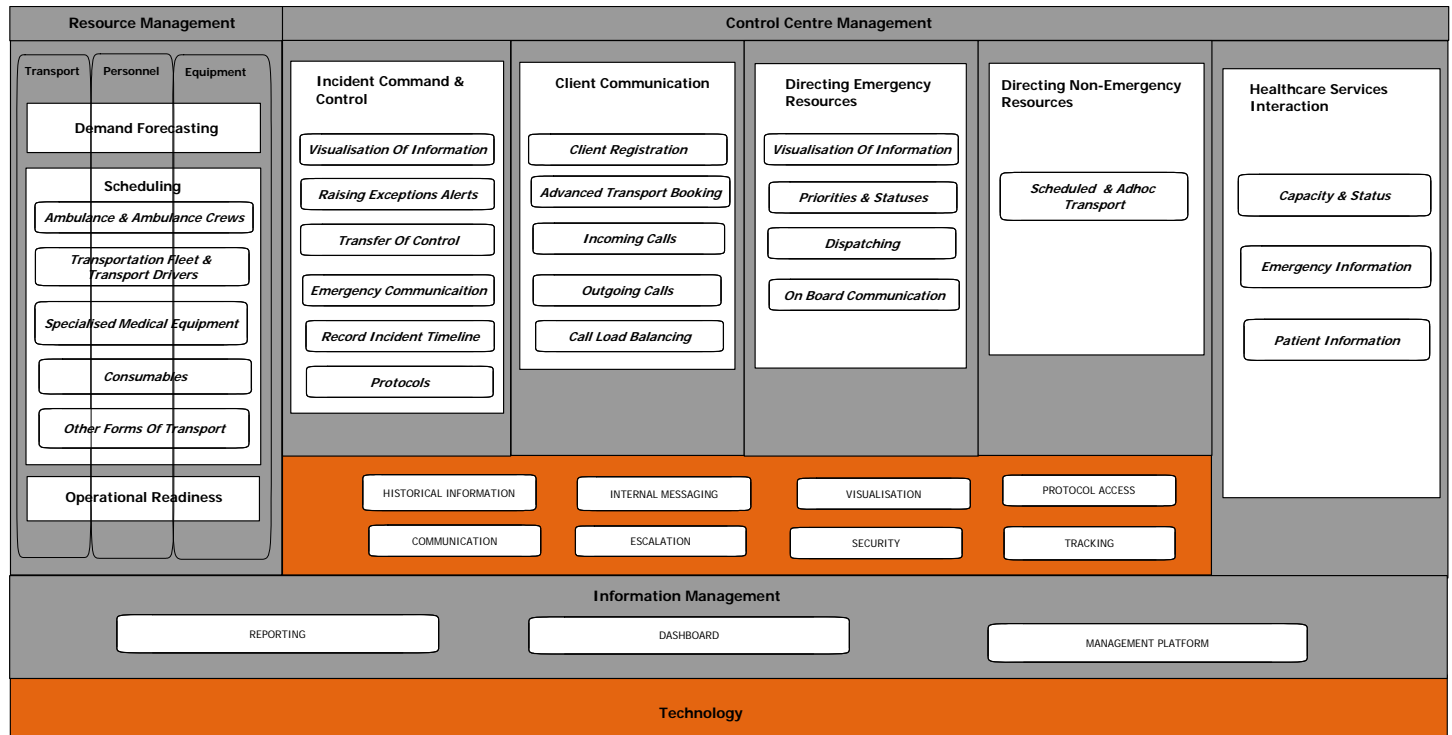 Resource Management
Control Centre Management
Transport
Personnel
Equipment
Demand Forecasting
Scheduling
Ambulance & Ambulance Crews
Transportation Fleet &
Transport Drivers
Specialised Medical Equipment
Consumables
Other Forms Of Transport
Operational Readiness
Incident Command &
Control
Visualisation Of Information
Raising Exceptions Alerts
Transfer Of Control
Emergency Communicaition
Record Incident Timeline
Protocols
Client Communication
Client Registration
Advanced Transport Booking
Incoming Calls
Outgoing Calls
Call Load Balancing
Directing Emergency
Resources
Visualisation Of Information
Priorities & Statuses
Dispatching
On Board Communication
Directing Non-Emergency
Resources
Scheduled & Adhoc
Transport
Healthcare Services
Interaction
Capacity & Status
Emergency Information
Patient Information
HISTORICAL INFORMATION
INTERNAL MESSAGING
VISUALISATION
PROTOCOL ACCESS
COMMUNICATION
ESCALATION
SECURITY
TRACKING
Information Management
REPORTING
DASHBOARD
MANAGEMENT PLATFORM
Technology